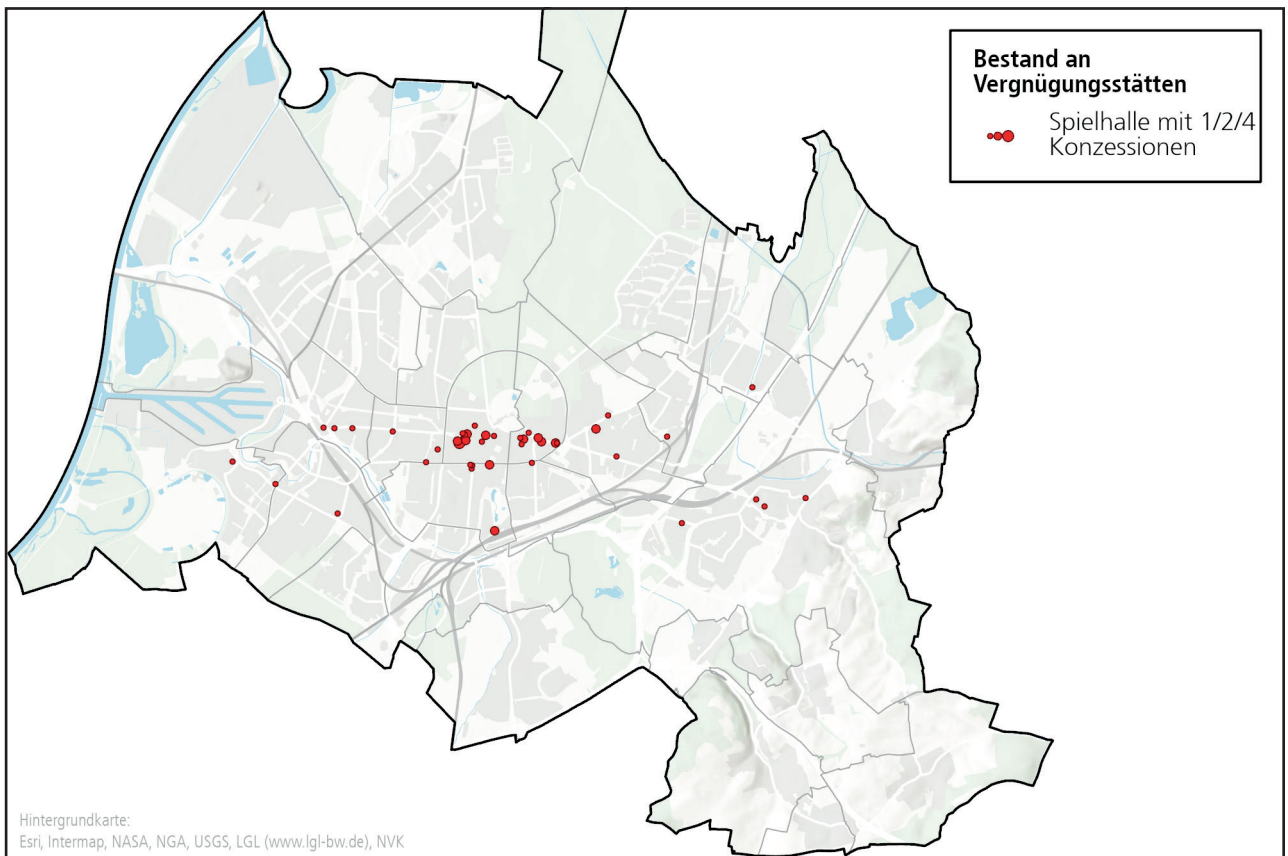 Bestand an
Vergnügungsstätten
Spielhalle mit 1/2/4
Konzessionen
Hintergrundkarte:
Esri, Intermap, NASA, NGA, USGS, LGL (www.lgl-bw.de), NVK